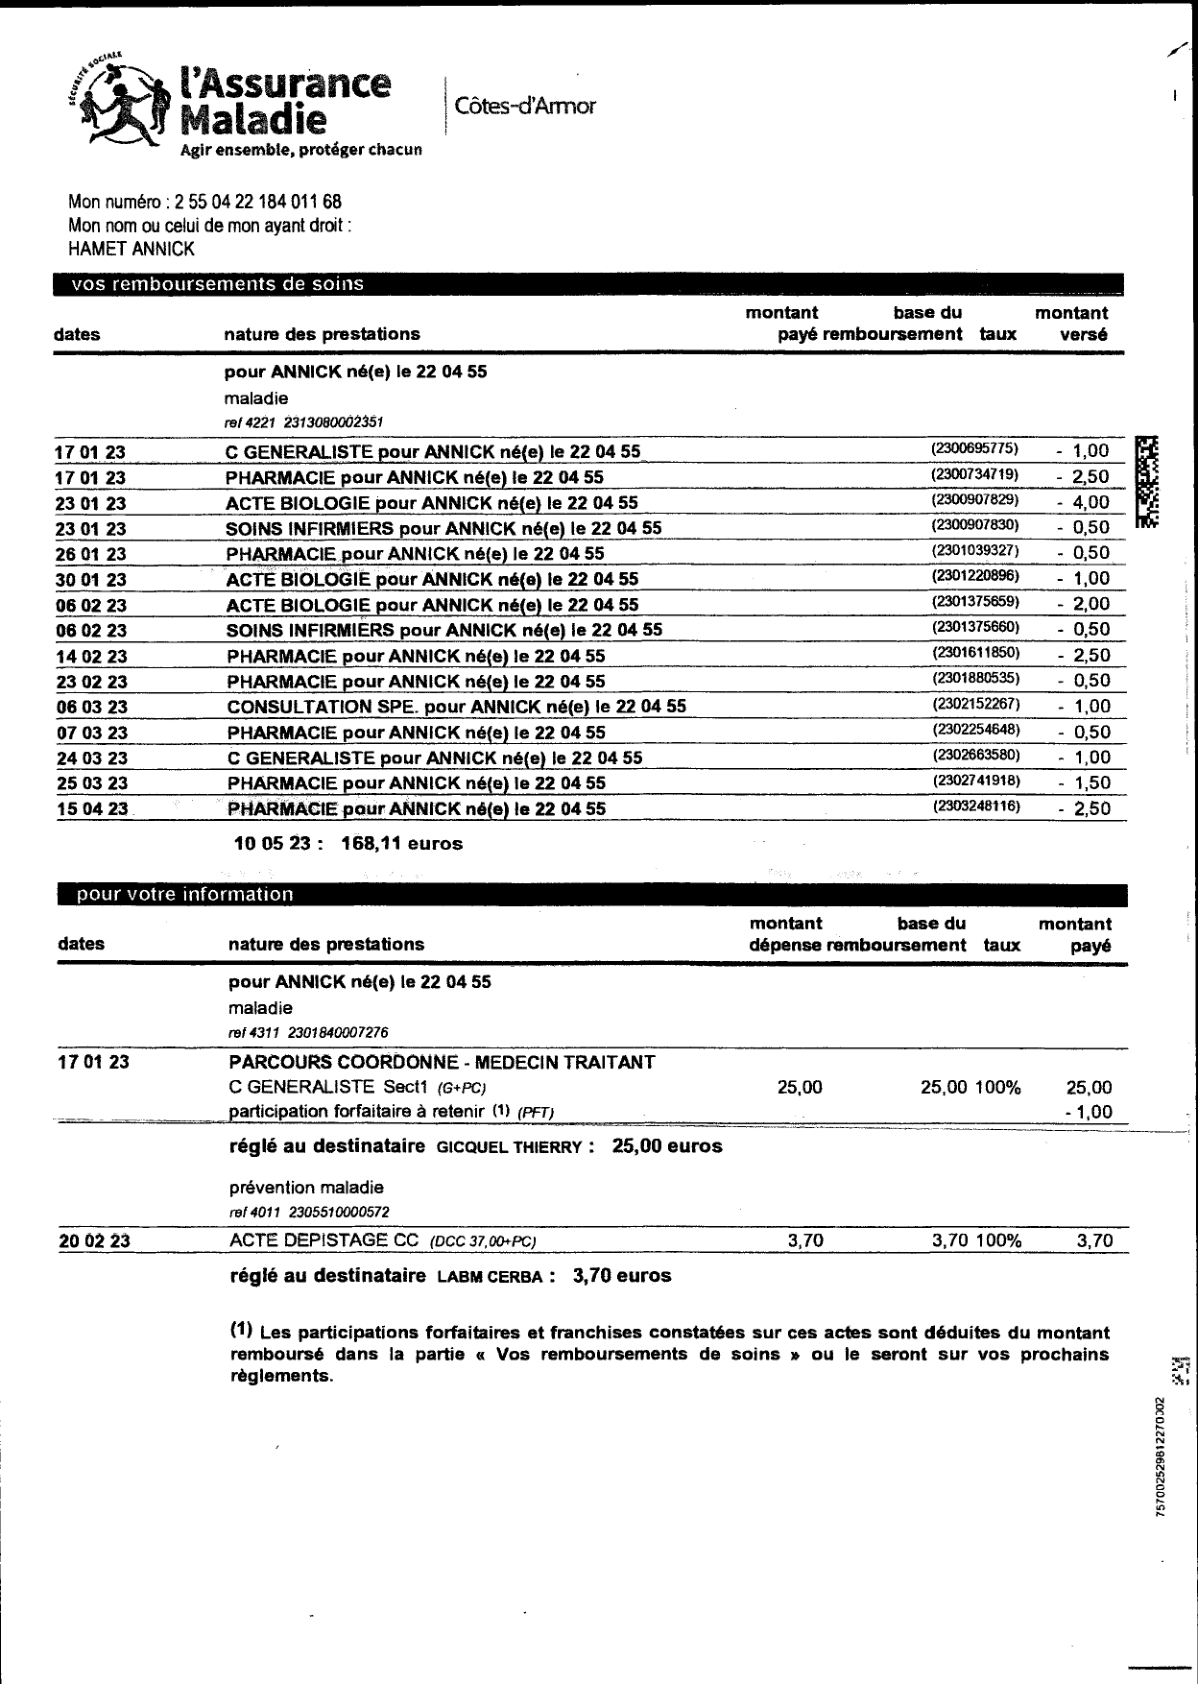 SÉCURITÉ SOCIALE
l'Assurance
Maladie
Agir ensemble, protéger chacun
Côtes-d'Armor
Mon numéro : 2 55 04 22 184 011 68
Mon nom ou celui de mon ayant droit :
HAMET ANNICK
vos remboursements de soins
montant base du montant
dates nature des prestations payé remboursement taux versé
pour ANNICK né(e) le 22 04 55
maladie
ref 4221 2313080002351
17 01 23 C GENERALISTE pour ANNICK né(e) le 22 04 55 (2300695775) - 1,00
17 01 23 PHARMACIE pour ANNICK né(e) le 22 04 55 (2300734719) - 2,50
23 01 23 ACTE BIOLOGIE pour ANNICK né(e) le 22 04 55 (2300907829) - 4,00
23 01 23 SOINS INFIRMIERS pour ANNICK né(e) le 22 04 55 (2300907830) - 0,50
26 01 23 PHARMACIE pour ANNICK né(e) le 22 04 55 (2301039327) - 0,50
30 01 23 ACTE BIOLOGIE pour ANNICK né(e) le 22 04 55 (2301220896) - 1,00
06 02 23 ACTE BIOLOGIE pour ANNICK né(e) le 22 04 55 (2301375659) - 2,00
06 02 23 SOINS INFIRMIERS pour ANNICK né(e) le 22 04 55 (2301375660) - 0,50
14 02 23 PHARMACIE pour ANNICK né(e) le 22 04 55 (2301611850) - 2,50
23 02 23 PHARMACIE pour ANNICK né(e) le 22 04 55 (2301880535) - 0,50
06 03 23 CONSULTATION SPE. pour ANNICK né(e) le 22 04 55 (2302152267) - 1,00
07 03 23 PHARMACIE pour ANNICK né(e) le 22 04 55 (2302254648) - 0,50
24 03 23 C GENERALISTE pour ANNICK né(e) le 22 04 55 (2302663580) - 1,00
25 03 23 PHARMACIE pour ANNICK né(e) le 22 04 55 (2302741918) - 1,50
15 04 23 PHARMACIE pour ANNICK né(e) le 22 04 55 (2303248116) - 2,50
10 05 23 : 168,11 euros
pour votre information
montant base du montant
dates nature des prestations dépense remboursement taux payé
pour ANNICK né(e) le 22 04 55
maladie
ref 4311 2301840007276
17 01 23 PARCOURS COORDONNE - MEDECIN TRAITANT
C GENERALISTE Sect1 (G+PC) 25,00 25,00 100% 25,00
participation forfaitaire à retenir (1) (PFT) - 1,00
réglé au destinataire GICQUEL THIERRY : 25,00 euros
prévention maladie
ref 4011 2305510000572
20 02 23 ACTE DEPISTAGE CC (DCC 37,00+PC) 3,70 3,70 100% 3,70
réglé au destinataire LABM CERBA : 3,70 euros
(1) Les participations forfaitaires et franchises constatées sur ces actes sont déduites du montant
remboursé dans la partie « Vos remboursements de soins » ou le seront sur vos prochains
règlements.
757002529812270302